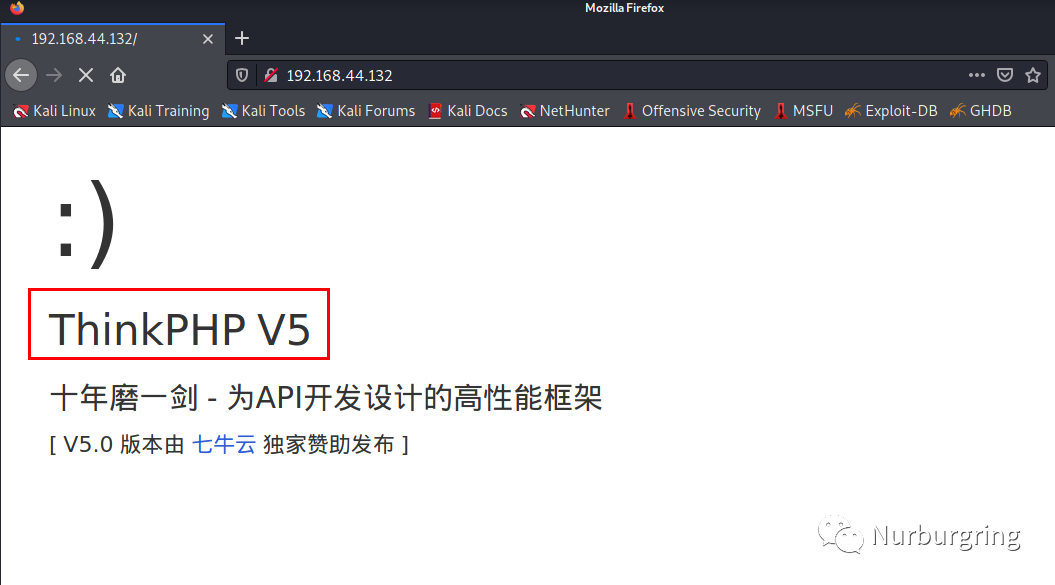 Mozilla Firefox
192.168.44.132/
192.168.44.132
Kali Linux Kali Training Kali Tools Kali Forums Kali Docs NetHunter Offensive Security MSFU Exploit-DB GHDB
:)
ThinkPHP V5
十年磨一剑 - 为API开发设计的高性能框架
[ V5.0 版本由 七牛云 独家赞助发布 ]
Nurburgring